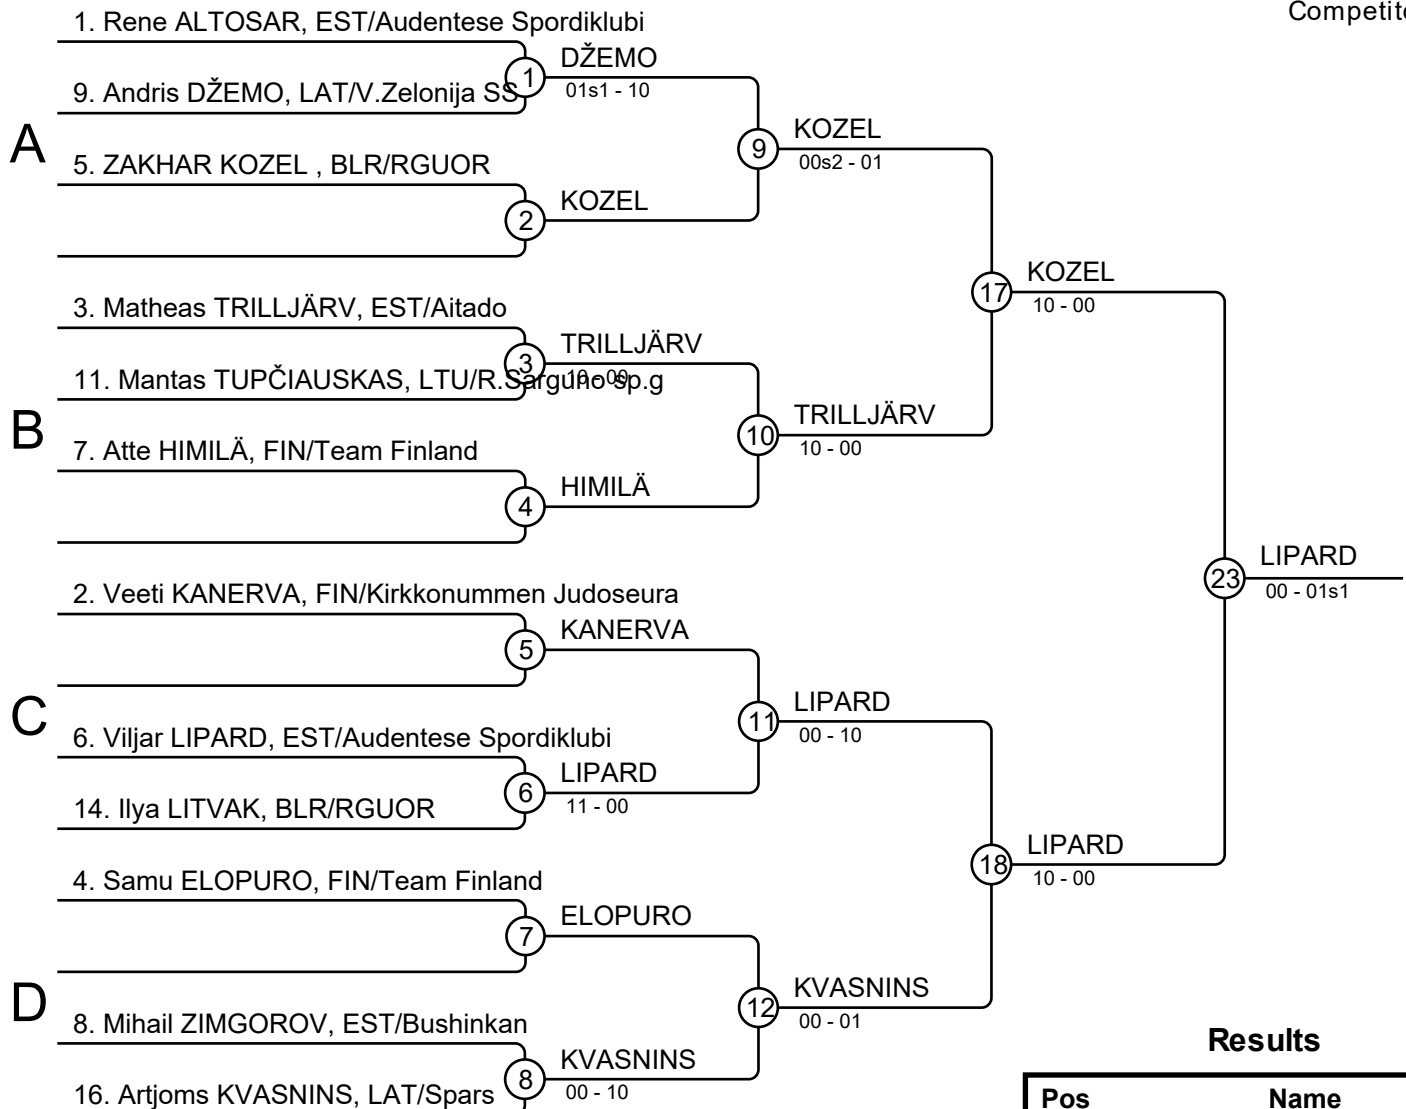 Competite
1. Rene ALTOSAR, EST/Audentese Spordiklubi
1
DŽEMO
01s1 - 10
9. Andris DŽEMO, LAT/V.Zelonija SS
A
9
KOZEL
00s2 - 01
5. ZAKHAR KOZEL , BLR/RGUOR
2
KOZEL
17
KOZEL
10 - 00
3. Matheas TRILLJÄRV, EST/Aitado
3
TRILLJÄRV
10 - 00
11. Mantas TUPČIAUSKAS, LTU/R.Sarguno sp.g
B
10
TRILLJÄRV
10 - 00
7. Atte HIMILÄ, FIN/Team Finland
4
HIMILÄ
23
LIPARD
00 - 01s1
2. Veeti KANERVA, FIN/Kirkkonummen Judoseura
5
KANERVA
C
11
LIPARD
00 - 10
6. Viljar LIPARD, EST/Audentese Spordiklubi
6
LIPARD
11 - 00
14. Ilya LITVAK, BLR/RGUOR
18
LIPARD
10 - 00
4. Samu ELOPURO, FIN/Team Finland
7
ELOPURO
D
12
KVASNINS
00 - 01
8. Mihail ZIMGOROV, EST/Bushinkan
8
KVASNINS
00 - 10
16. Artjoms KVASNINS, LAT/Spars
Results
Pos Name